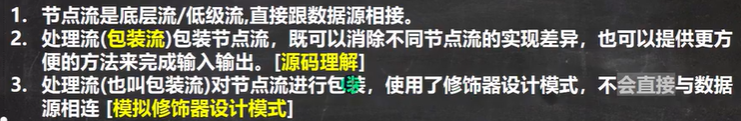 1. 节点流是底层流/低级流,直接跟数据源相接。
2. 处理流(包装流)包装节点流，既可以消除不同节点流的实现差异，也可以提供更方
便的方法来完成输入输出。[源码理解]
3. 处理流(也叫包装流)对节点流进行包装，使用了修饰器设计模式，不会直接与数据
源相连 [模拟修饰器设计模式]